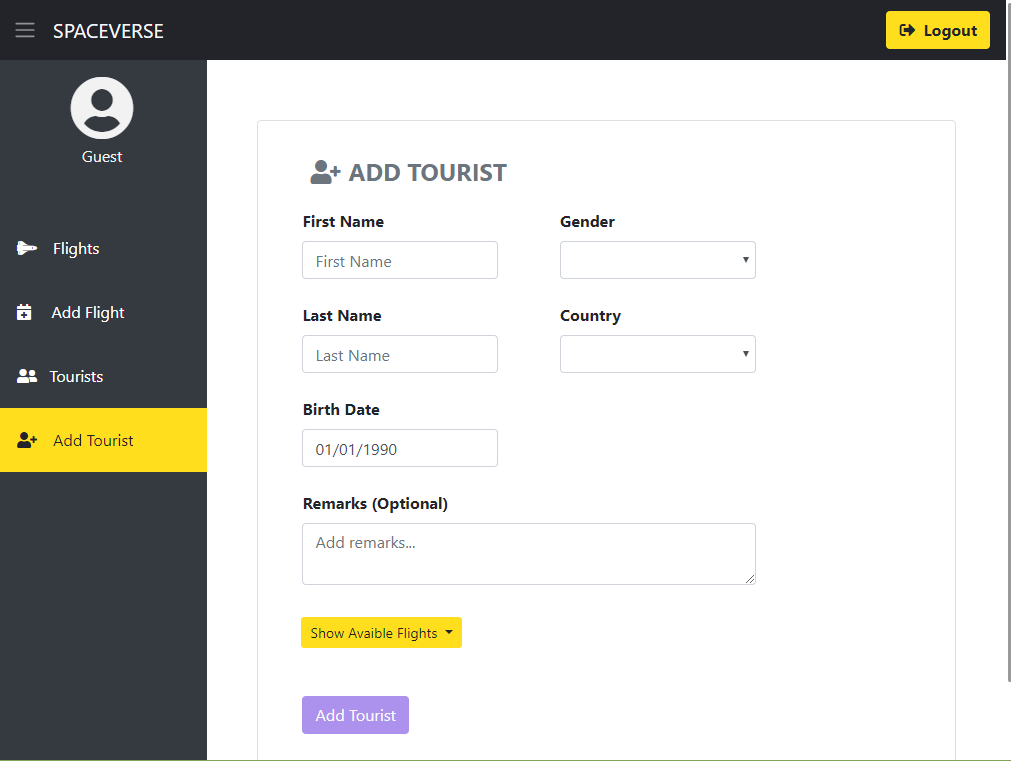 SPACEVERSE
Logout
Guest
Flights
Add Flight
Tourists
Add Tourist
ADD TOURIST
First Name
Gender
First Name
Last Name
Country
Last Name
Birth Date
01/01/1990
Remarks (Optional)
Add remarks...
Show Avaible Flights
Add Tourist